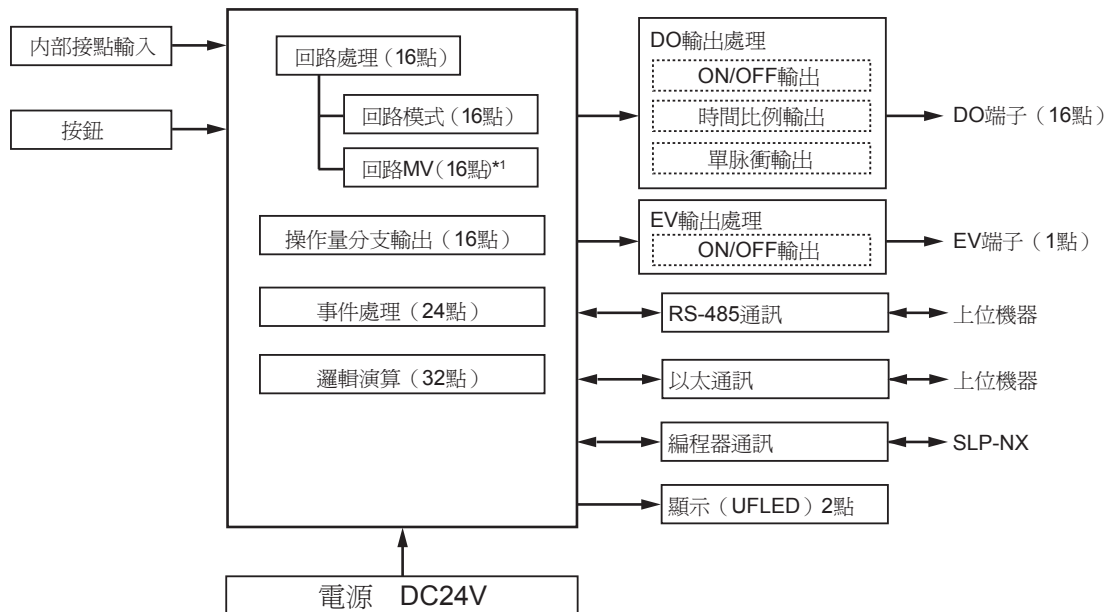 内部接點輸入
按鈕
回路處理（16點）
回路模式（16點）
回路MV（16點）*1
操作量分支輸出（16點）
事件處理（24點）
邏輯演算（32點）
電源 DC24V
DO輸出處理
ON/OFF輸出
時間比例輸出
單脉衝輸出
DO端子（16點）
EV輸出處理
ON/OFF輸出
EV端子（1點）
RS-485通訊
上位機器
以太通訊
上位機器
編程器通訊
SLP-NX
顯示（UFLED）2點